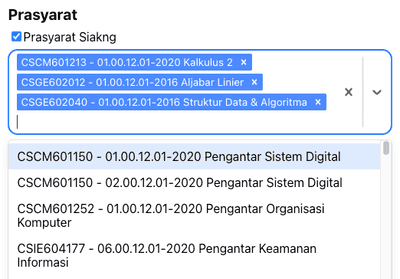 Prasyarat
Prasyarat Siakng
CSCM601213 - 01.00.12.01-2020 Kalkulus 2 ×
CSGE602012 - 01.00.12.01-2016 Aljabar Linier ×
CSGE602040 - 01.00.12.01-2016 Struktur Data & Algoritma ×
CSCM601150 - 01.00.12.01-2020 Pengantar Sistem Digital
CSCM601150 - 02.00.12.01-2020 Pengantar Sistem Digital
CSCM601252 - 01.00.12.01-2020 Pengantar Organisasi
Komputer
CSIE604177 - 06.00.12.01-2020 Pengantar Keamanan
Informasi